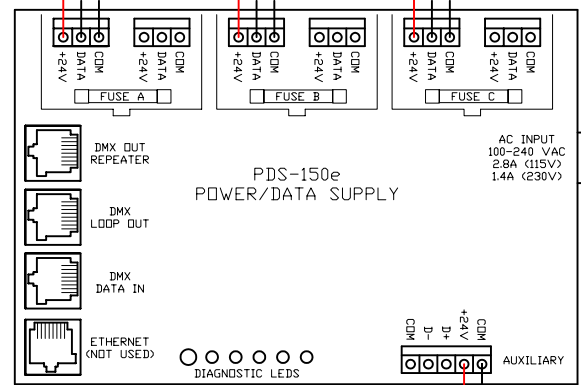 +24V DATA COM +24V DATA COM
FUSE A
+24V DATA COM +24V DATA COM
FUSE B
+24V DATA COM +24V DATA COM
FUSE C
DMX OUT
REPEATER
DMX
LOOP OUT
DMX
DATA IN
ETHERNET
(NOT USED)
PDS-150e
POWER/DATA SUPPLY
AC INPUT
100-240 VAC
2.8A (115V)
1.4A (230V)
DIAGNOSTIC LEDS
COM D- D+ +24V COM
AUXILIARY